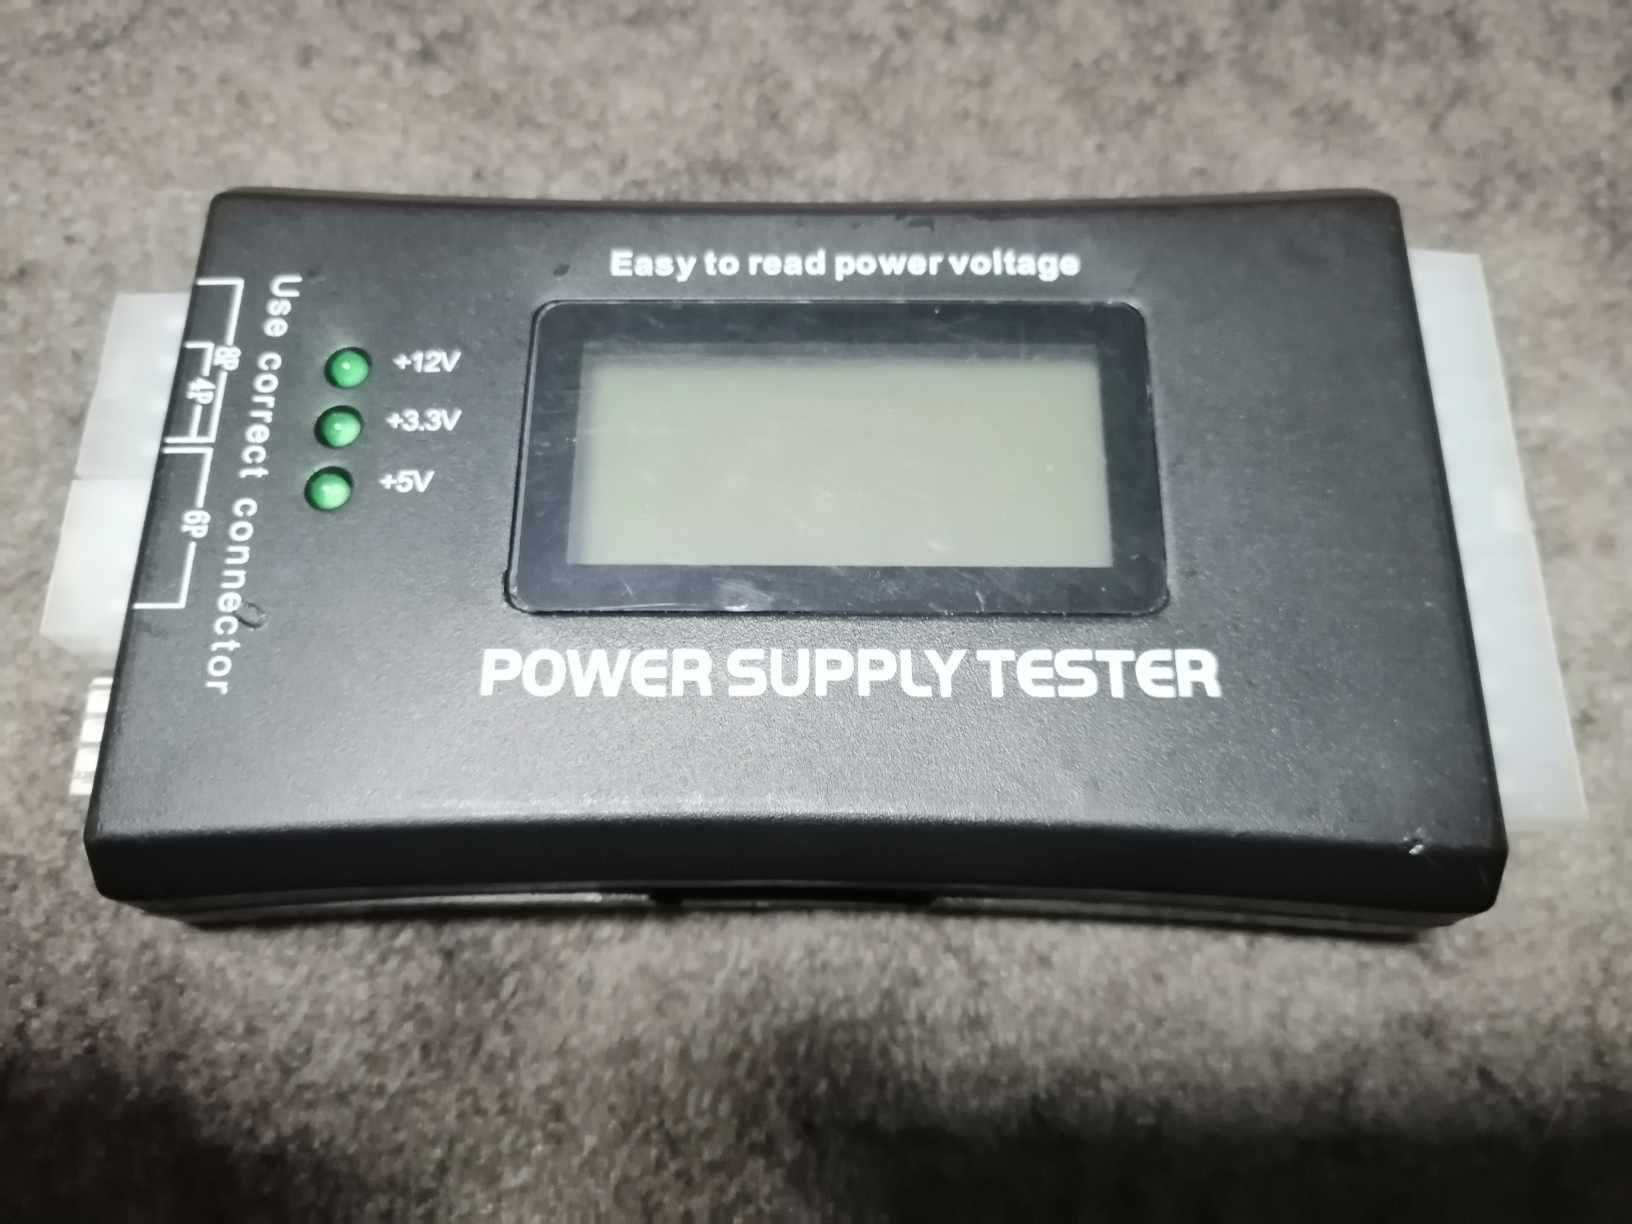 Easy to read power voltage
+12V
+3.3V
+5V
Use correct connector
8P
4P
6P
POWER SUPPLY TESTER